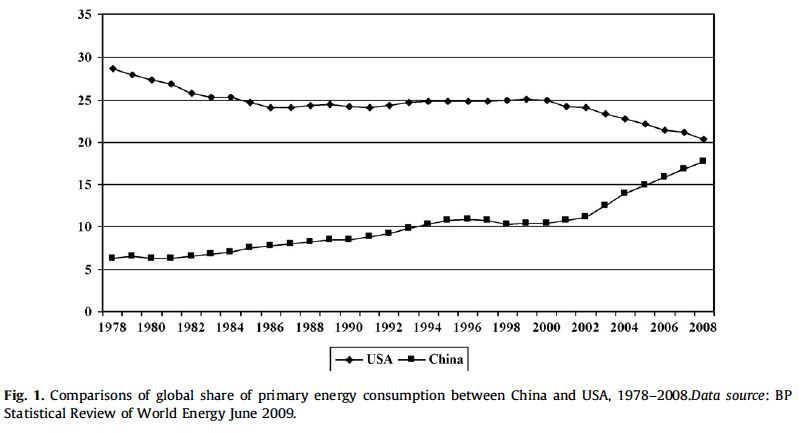 35
30
25
20
15
10
5
0
1978 1980 1982 1984 1986 1988 1990 1992 1994 1996 1998 2000 2002 2004 2006 2008
USA China
Fig. 1. Comparisons of global share of primary energy consumption between China and USA, 1978–2008.Data source: BP
Statistical Review of World Energy June 2009.